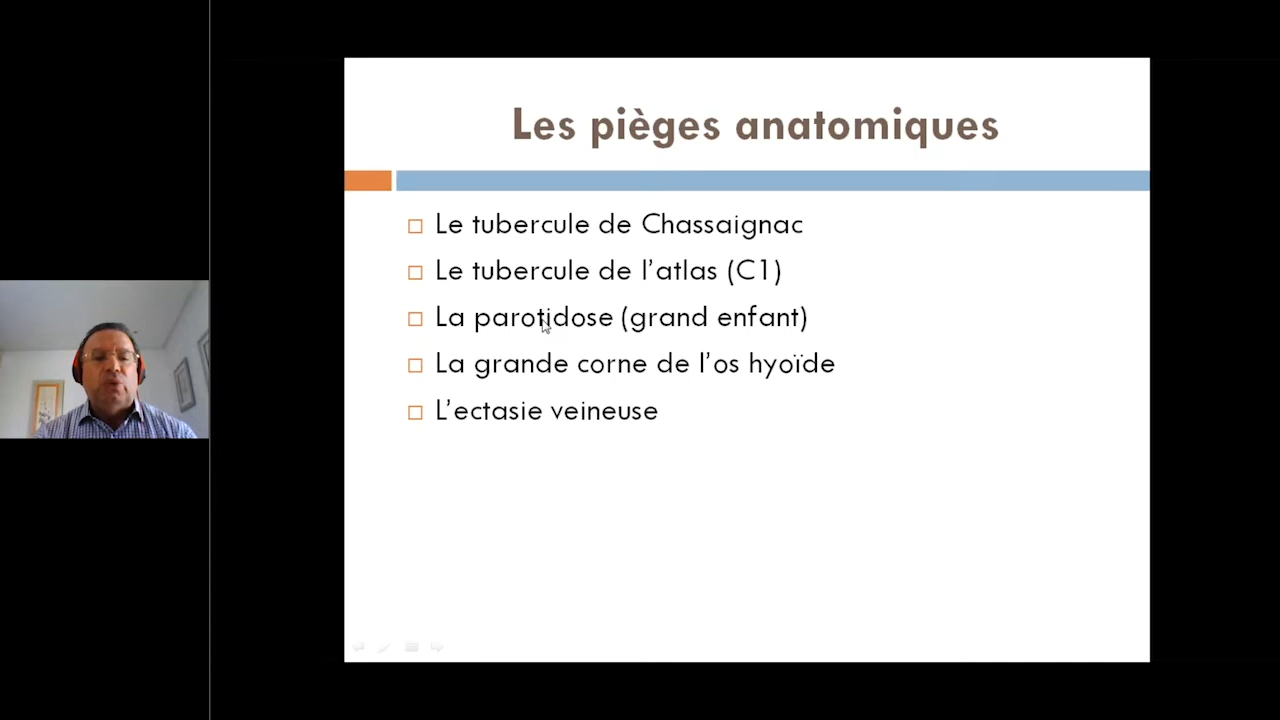 Les pièges anatomiques
Le tubercule de Chassaignac
Le tubercule de l’atlas (C1)
La parotidose (grand enfant)
La grande corne de l’os hyoïde
L’ectasie veineuse